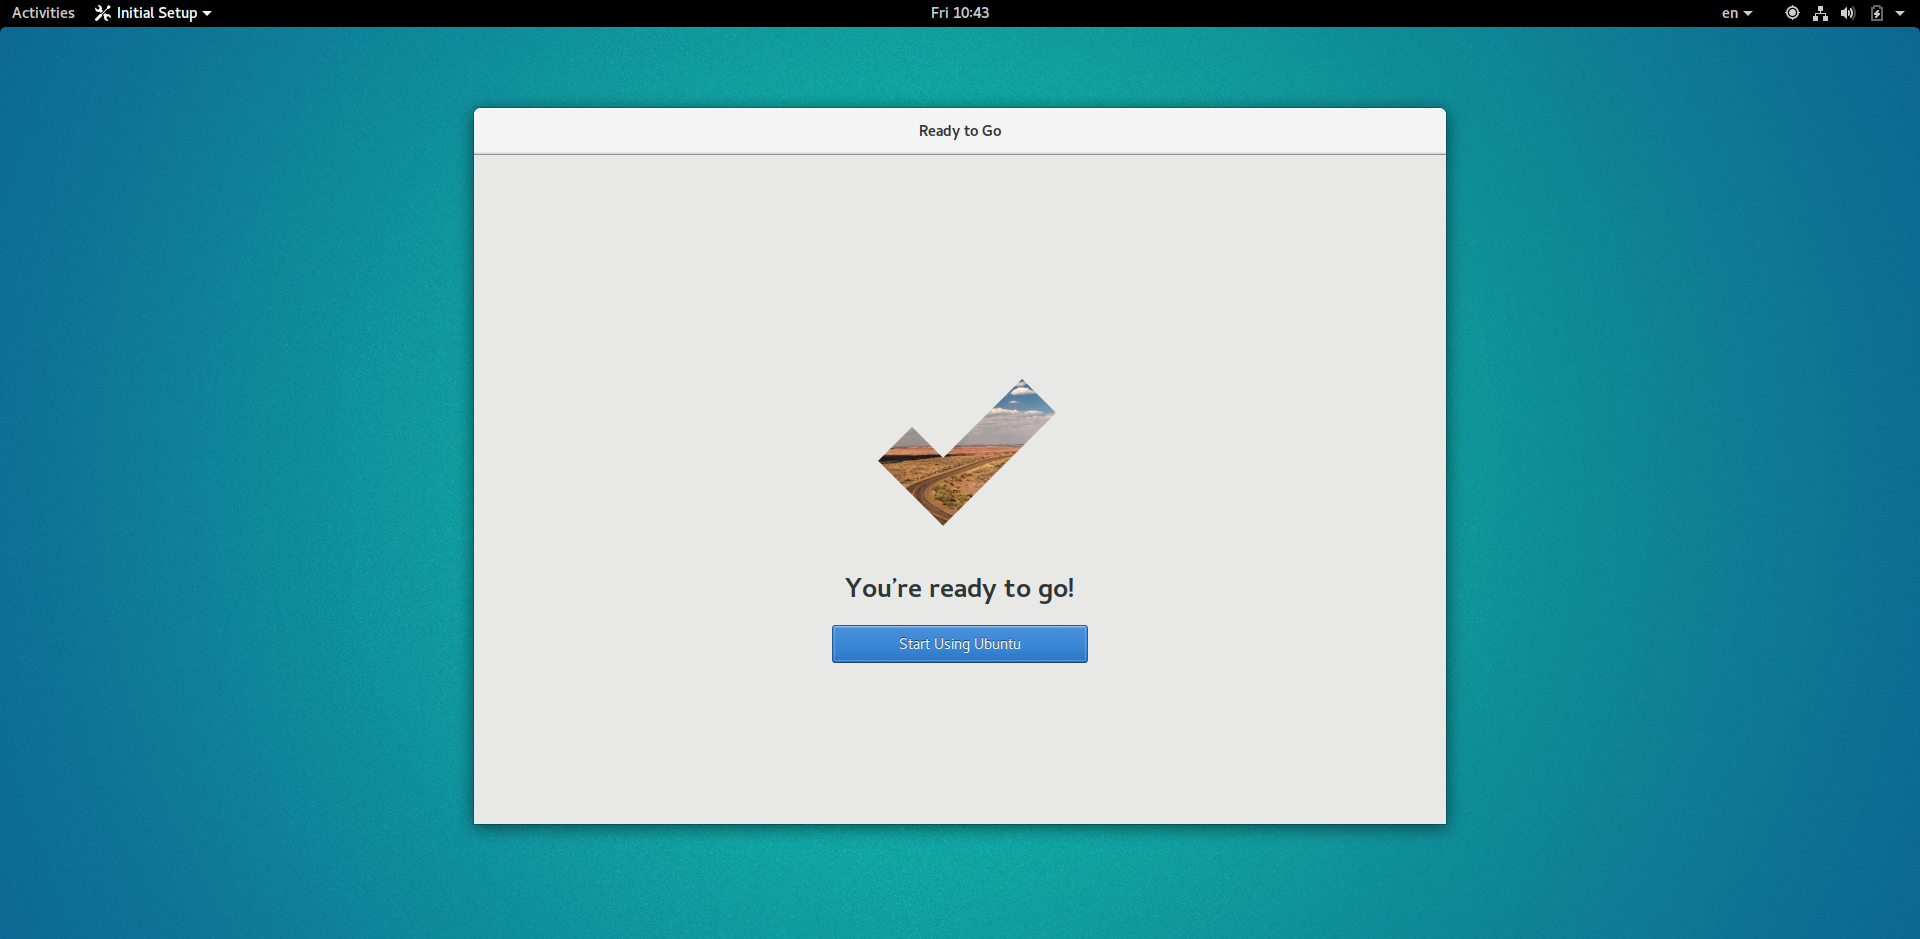 Activities Initial Setup Fri 10:43 en
Ready to Go
You’re ready to go!
Start Using Ubuntu